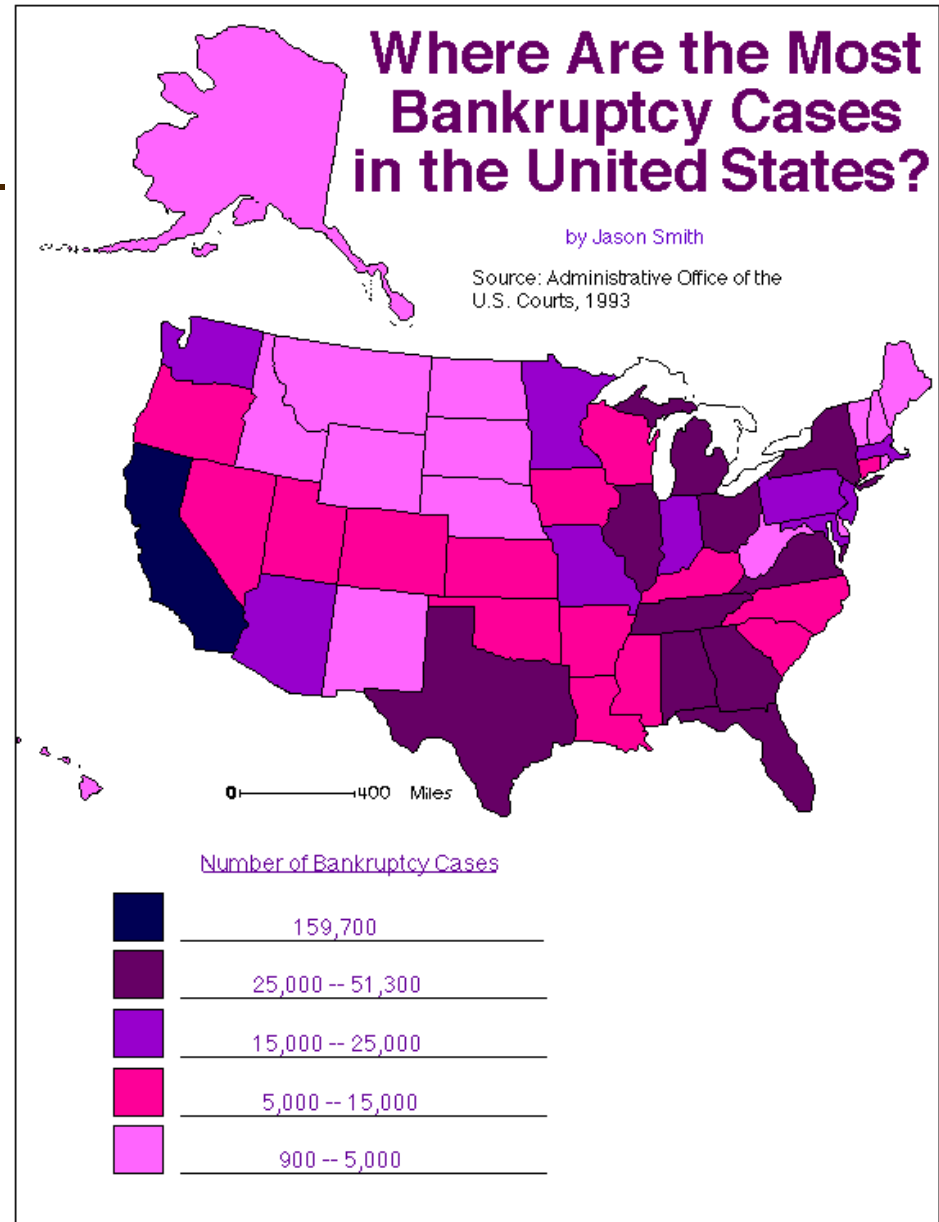 Where Are the Most
Bankruptcy Cases
in the United States?
by Jason Smith
Source: Administrative Office of the
U.S. Courts, 1993
0 400 Miles
Number of Bankruptcy Cases
159,700
25,000 -- 51,300
15,000 -- 25,000
5,000 -- 15,000
900 -- 5,000